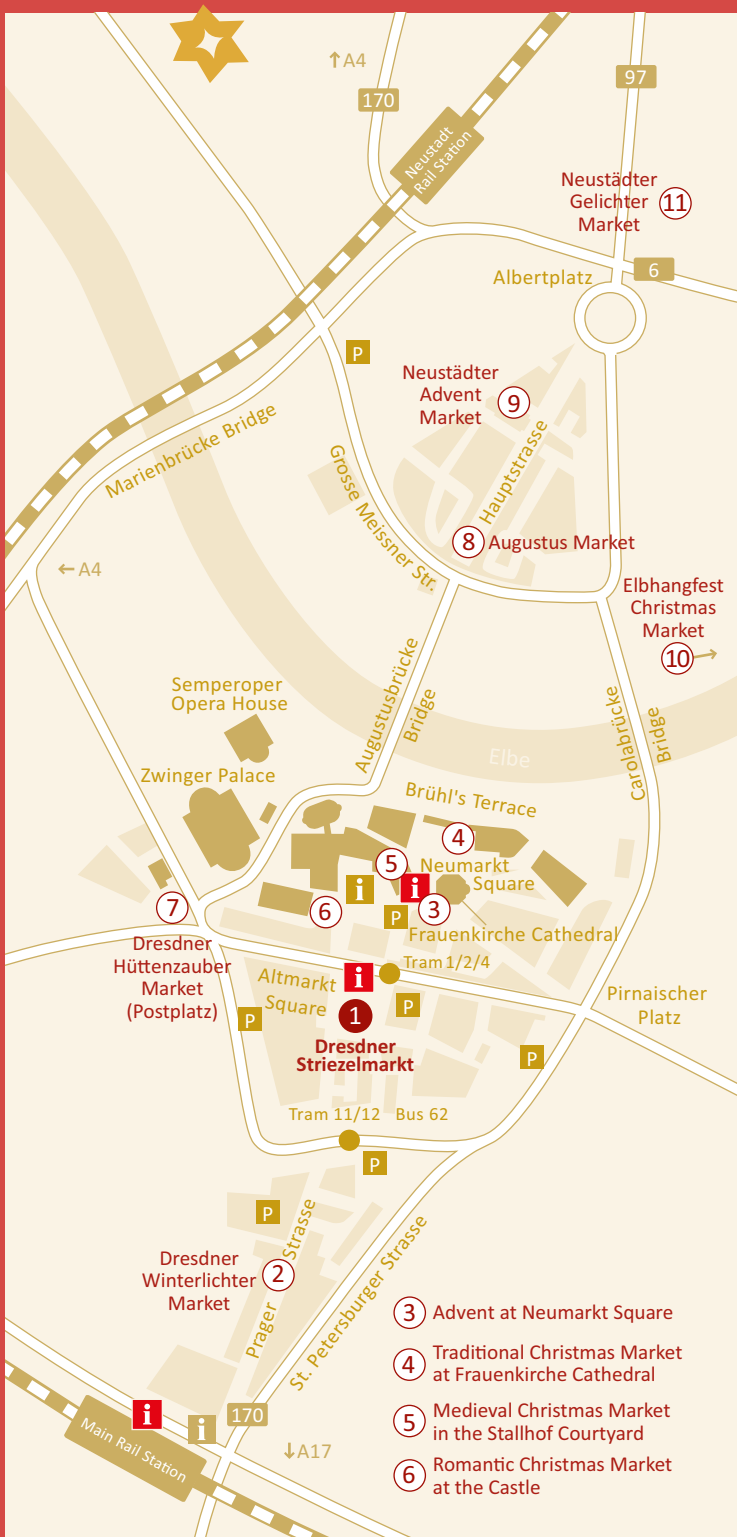 ↑A4
170
97
Neustadt
Rail Station
Neustädter
Gelichter
Market
11
6
Albertplatz
P
Neustädter
Advent
Market
9
Marienbrücke Bridge
Grosse Meissner Str.
Hauptstrasse
8 Augustus Market
←A4
Elbhangfest
Christmas
Market
10 →
Semperoper
Opera House
Augustusbrücke
Bridge
Carolabrücke
Bridge
Elbe
Zwinger Palace
Brühl's Terrace
4
5
Neumarkt
Square
i
i
6
3
P
7
Frauenkirche Cathedral
Dresdner
Hüttenzauber
Market
(Postplatz)
Tram 1/2/4
Altmarkt
Square
i
P
P
1
Dresdner
Striezelmarkt
Pirnaischer
Platz
P
Tram 11/12 Bus 62
P
P
Dresdner
Winterlichter
Market
2
Prager Strasse
St. Petersburger Strasse
3 Advent at Neumarkt Square
4 Traditional Christmas Market
at Frauenkirche Cathedral
5 Medieval Christmas Market
in the Stallhof Courtyard
6 Romantic Christmas Market
at the Castle
i
i
170
Main Rail Station
↓A17